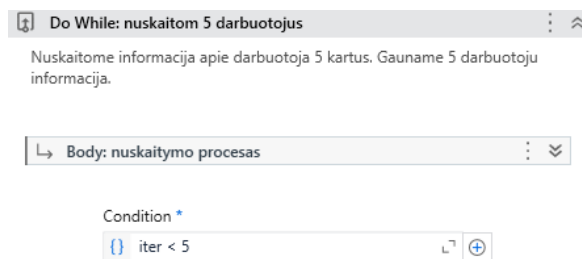 Do While: nuskaitom 5 darbuotojus
Nuskaitome informacija apie darbuotoja 5 kartus. Gauname 5 darbuotoju
informacija.
Body: nuskaitymo procesas
Condition *
{} iter < 5